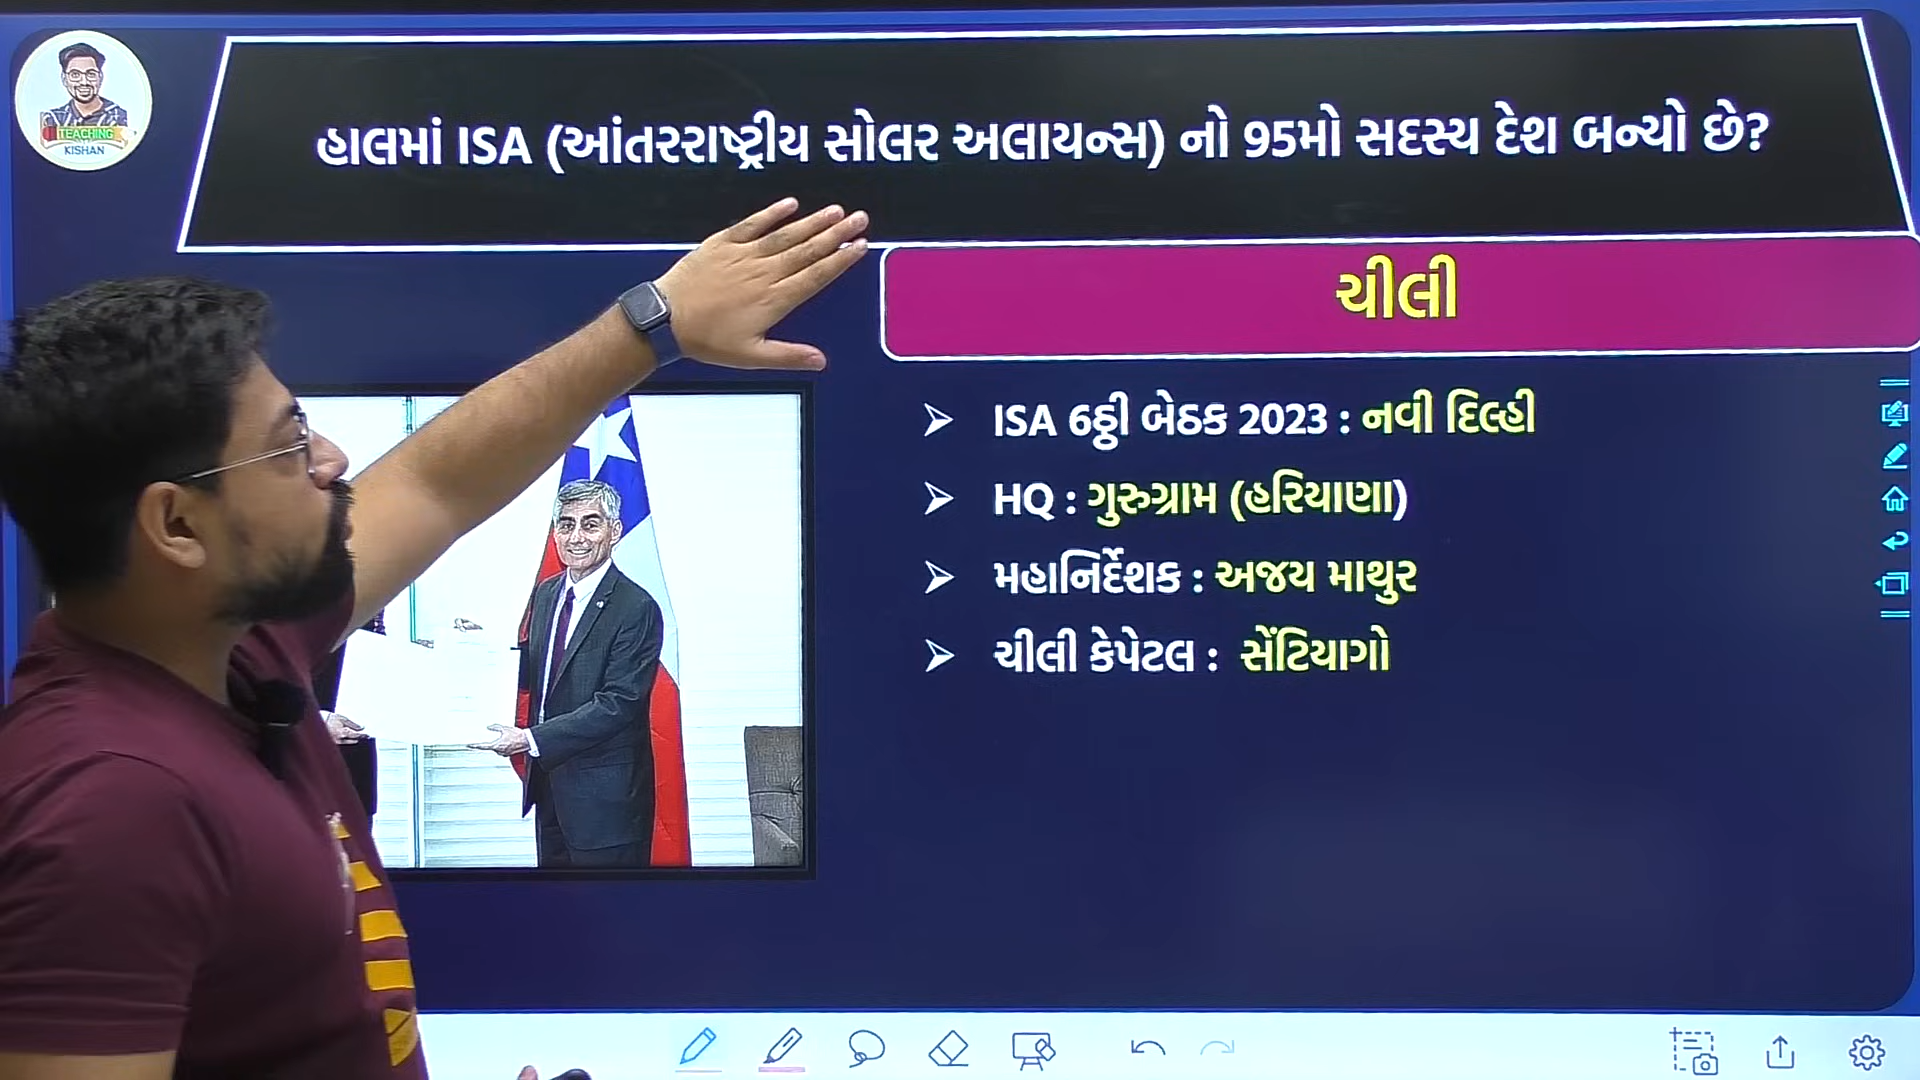 TEACHING
KISHAN
હાલમાં ISA (આંતરરાષ્ટ્રીય સોલર અલાયન્સ) નો 95મો સદસ્ય દેશ બન્યો છે?
ચીલી
➢ ISA 6ઠ્ઠી બેઠક 2023 : નવી દિલ્હી
➢ HQ : ગુરુગ્રામ (હરિયાણા)
➢ મહાનિર્દેશક : અજય માથુર
➢ ચીલી કેપેટલ : સેંટિયાગો